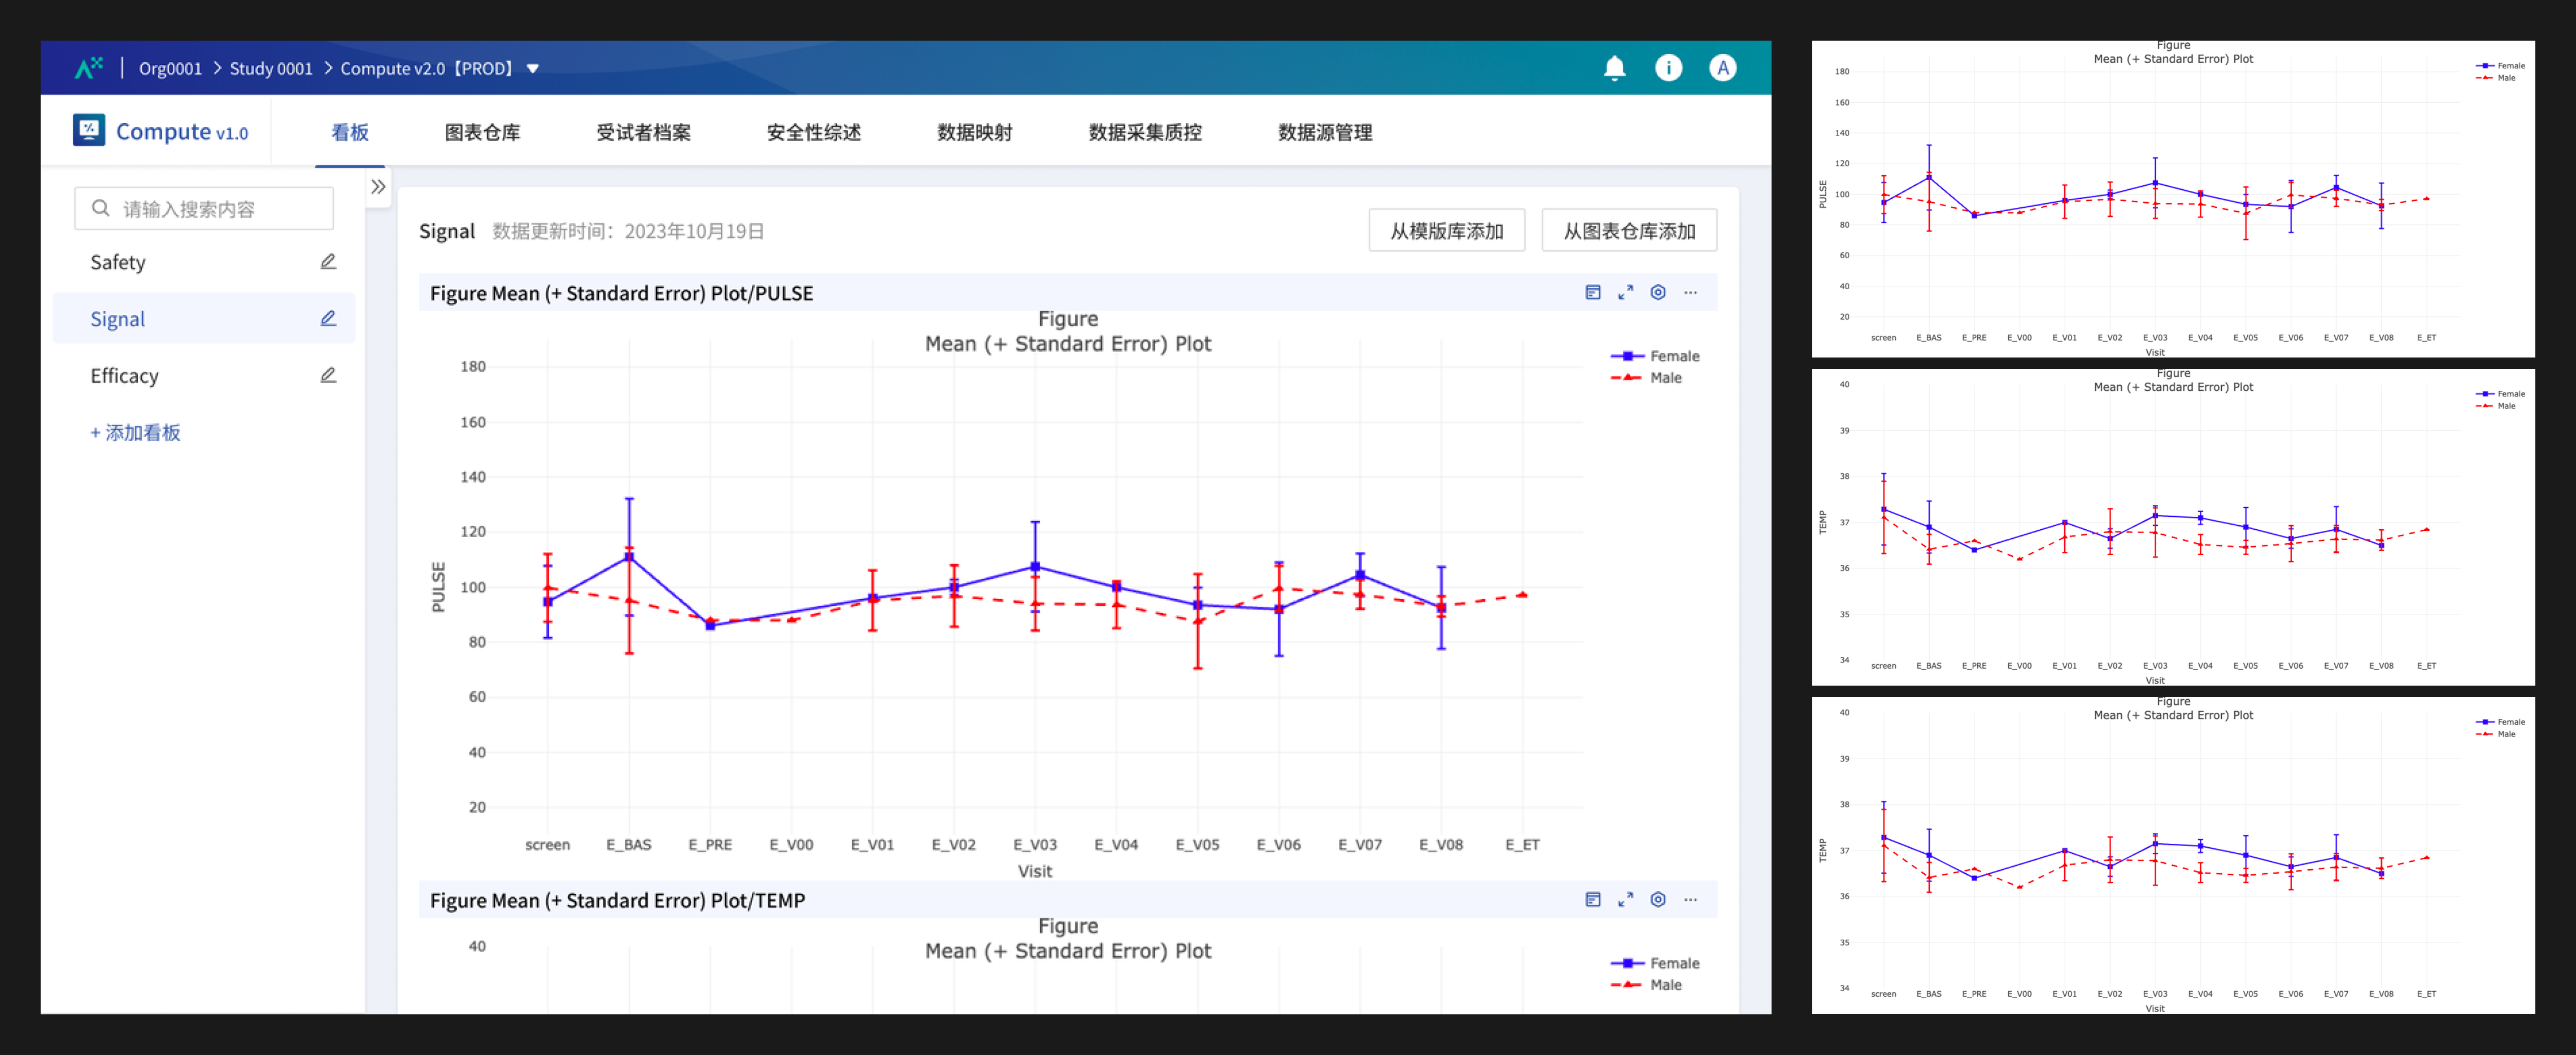 Org0001 > Study 0001 > Compute v2.0【PROD】
A
Compute v1.0
看板 图表仓库 受试者档案 安全性综述 数据映射 数据采集质控 数据源管理
请输入搜索内容
Safety
Signal
Efficacy
+ 添加看板
Signal 数据更新时间：2023年10月19日
从模版库添加 从图表仓库添加
Figure Mean (+ Standard Error) Plot/PULSE
Figure
Mean (+ Standard Error) Plot
Female
Male
180
160
140
120
100
80
60
40
20
PULSE
screen E_BAS E_PRE E_V00 E_V01 E_V02 E_V03 E_V04 E_V05 E_V06 E_V07 E_V08 E_ET
Visit
Figure Mean (+ Standard Error) Plot/TEMP
Figure
Mean (+ Standard Error) Plot
40
Female
Male
Figure
Mean (+ Standard Error) Plot
Female
Male
180
160
140
120
100
80
60
40
20
PULSE
screen E_BAS E_PRE E_V00 E_V01 E_V02 E_V03 E_V04 E_V05 E_V06 E_V07 E_V08 E_ET
Visit
Figure
Mean (+ Standard Error) Plot
Female
Male
40
39
38
37
36
35
34
TEMP
screen E_BAS E_PRE E_V00 E_V01 E_V02 E_V03 E_V04 E_V05 E_V06 E_V07 E_V08 E_ET
Visit
Figure
Mean (+ Standard Error) Plot
Female
Male
40
39
38
37
36
35
34
TEMP
screen E_BAS E_PRE E_V00 E_V01 E_V02 E_V03 E_V04 E_V05 E_V06 E_V07 E_V08 E_ET
Visit